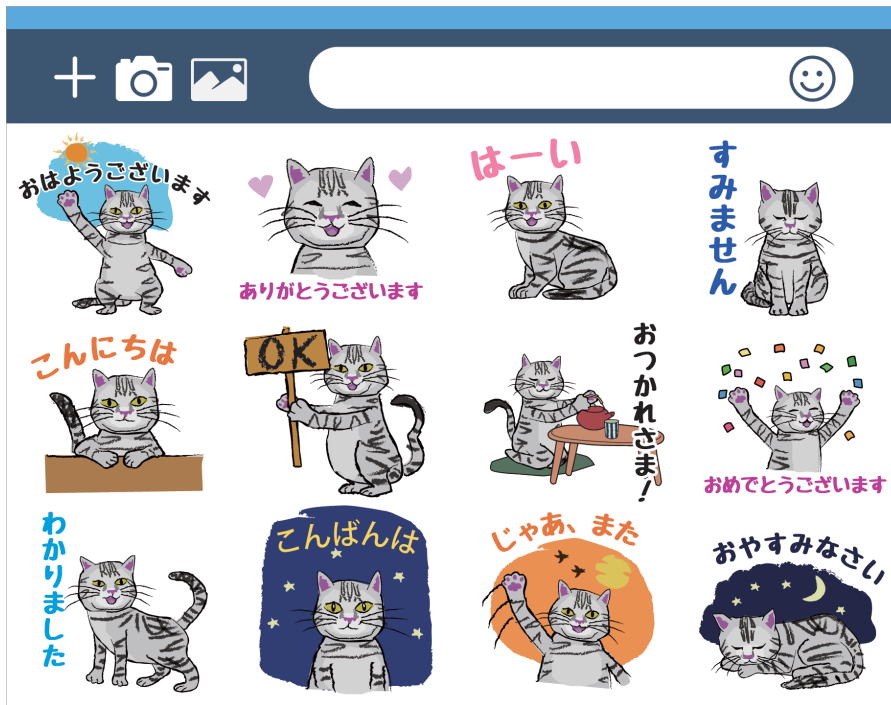 おはようございます
ありがとうございます
はーい
すみません
こんにちは
OK
おつかれさま!
おめでとうございます
わかりました
こんばんは
じゃあ、また
おやすみなさい